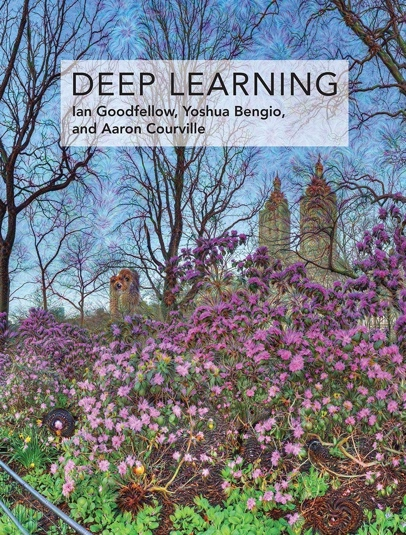 DEEP LEARNING
Ian Goodfellow, Yoshua Bengio,
and Aaron Courville